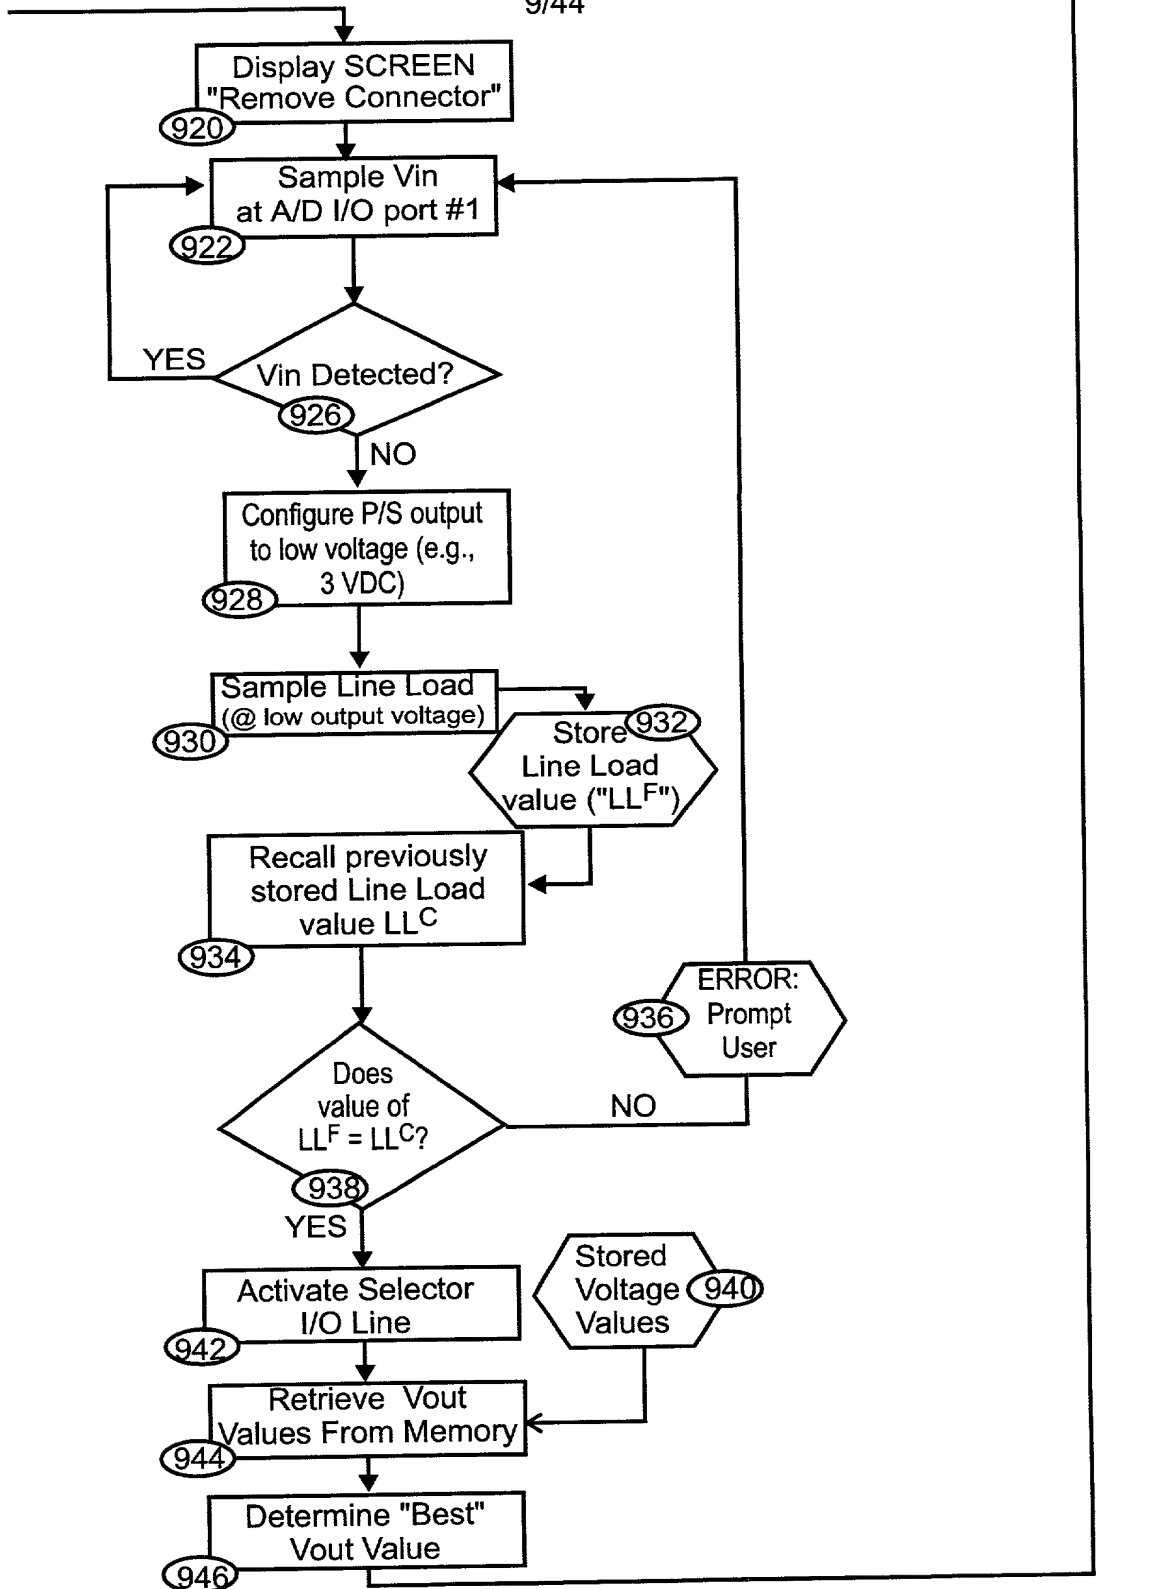 9/44
Display SCREEN
"Remove Connector"
920
Sample Vin
at A/D I/O port #1
922
YES
Vin Detected?
926
NO
Configure P/S output
to low voltage (e.g.,
3 VDC)
928
Sample Line Load
(@ low output voltage)
930
932
Store
Line Load
value ("LLF")
Recall previously
stored Line Load
value LLC
934
ERROR:
Prompt
User
936
Does
value of
LLF = LLC?
938
NO
YES
Stored
Voltage
Values
940
Activate Selector
I/O Line
942
Retrieve Vout
Values From Memory
944
Determine "Best"
Vout Value
946